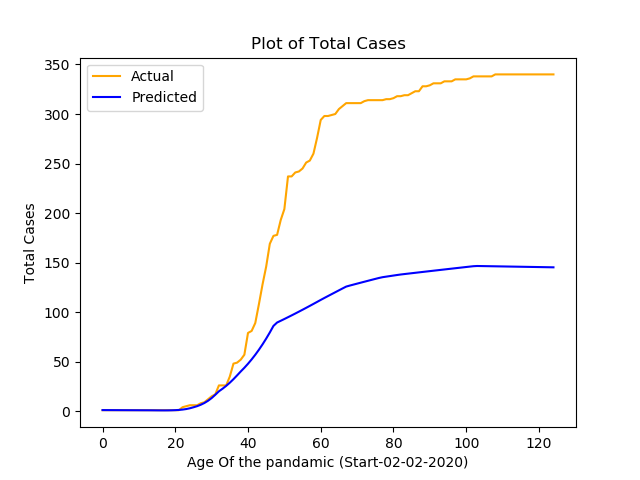 Plot of Total Cases
Actual
Predicted
350
300
250
200
150
100
50
0
Total Cases
0 20 40 60 80 100 120
Age Of the pandamic (Start-02-02-2020)